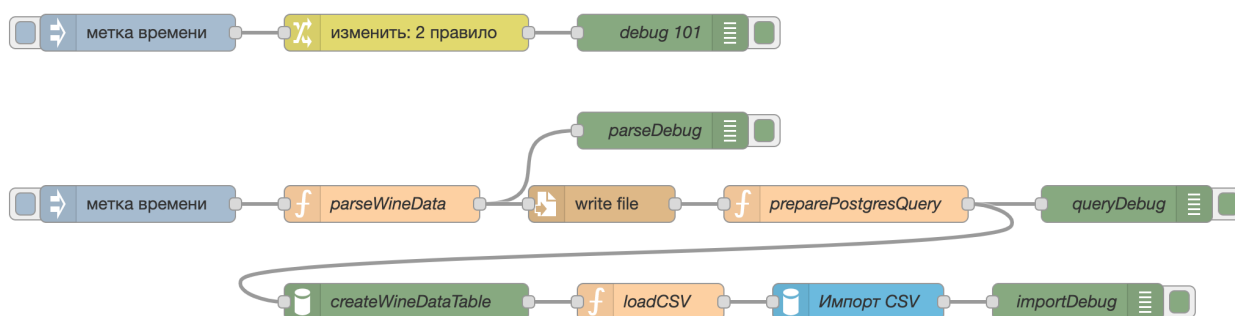 метка времени
изменить: 2 правило
debug 101
parseDebug
метка времени
parseWineData
write file
preparePostgresQuery
queryDebug
createWineDataTable
loadCSV
Импорт CSV
importDebug